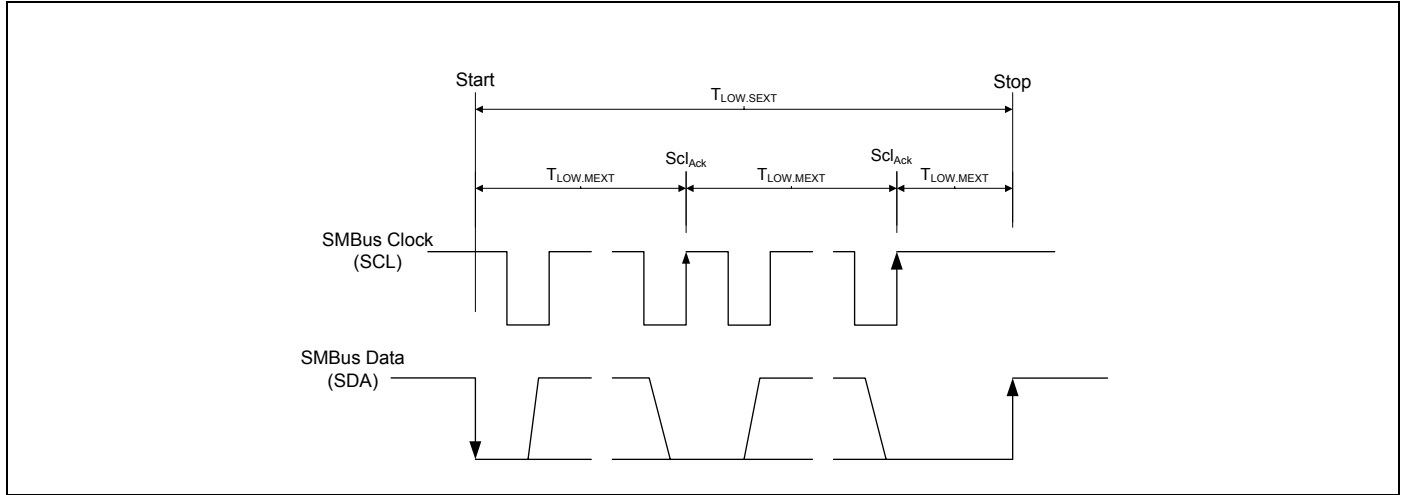 Start
Stop
TLOW.SEXT
SclAck
SclAck
TLOW.MEXT
TLOW.MEXT
TLOW.MEXT
SMBus Clock
(SCL)
SMBus Data
(SDA)